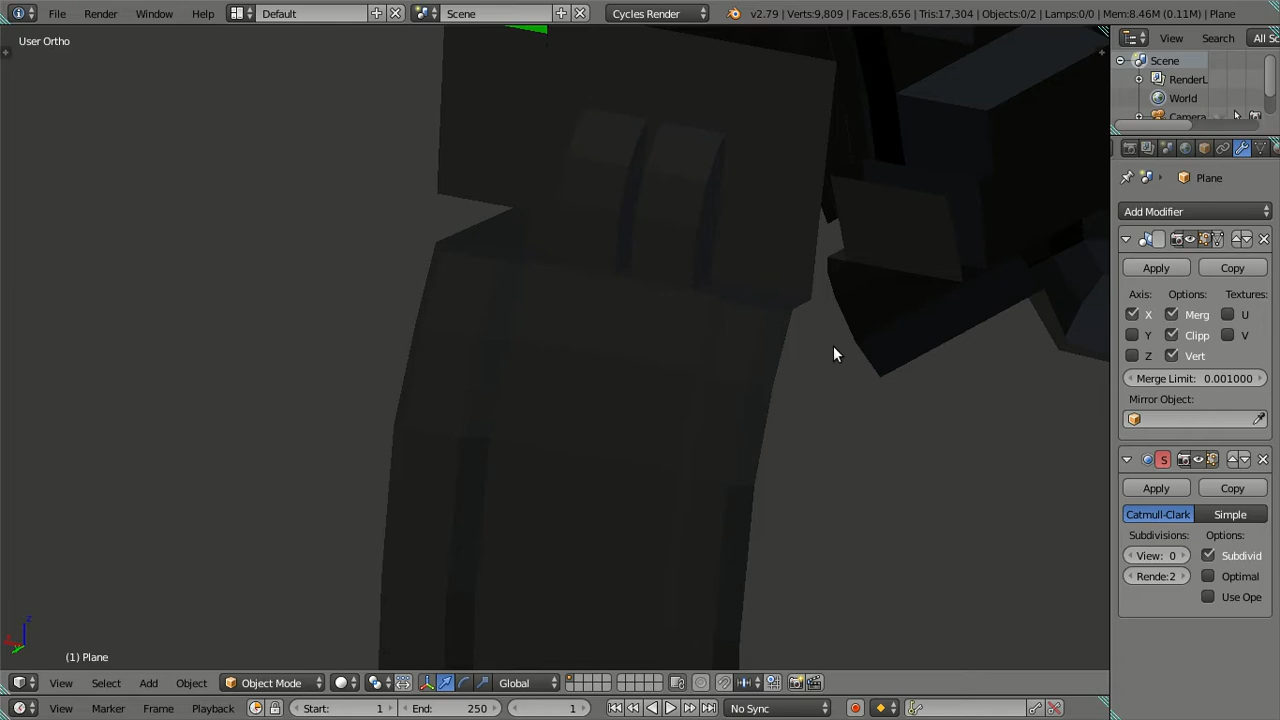 File Render Window Help Default Scene Cycles Render v2.79 | Verts:9,809 | Faces:8,656 | Tris:17,304 | Objects:0/2 | Lamps:0/0 | Mem:8.46M (0.11M) | Plane
User Ortho
View Search All Sc
Scene
RenderL
World
Camera
Plane
Add Modifier
Apply Copy
Axis: Options: Textures:
X Merg U
Y Clipp V
Z Vert
Merge Limit: 0.001000
Mirror Object:
S
Apply Copy
Catmull-Clark Simple
Subdivisions: Options:
View: 0 Subdivid
Rende:2 Optimal
Use Ope
z
(1) Plane
View Select Add Object Object Mode Global
View Marker Frame Playback Start: 1 End: 250 1 No Sync